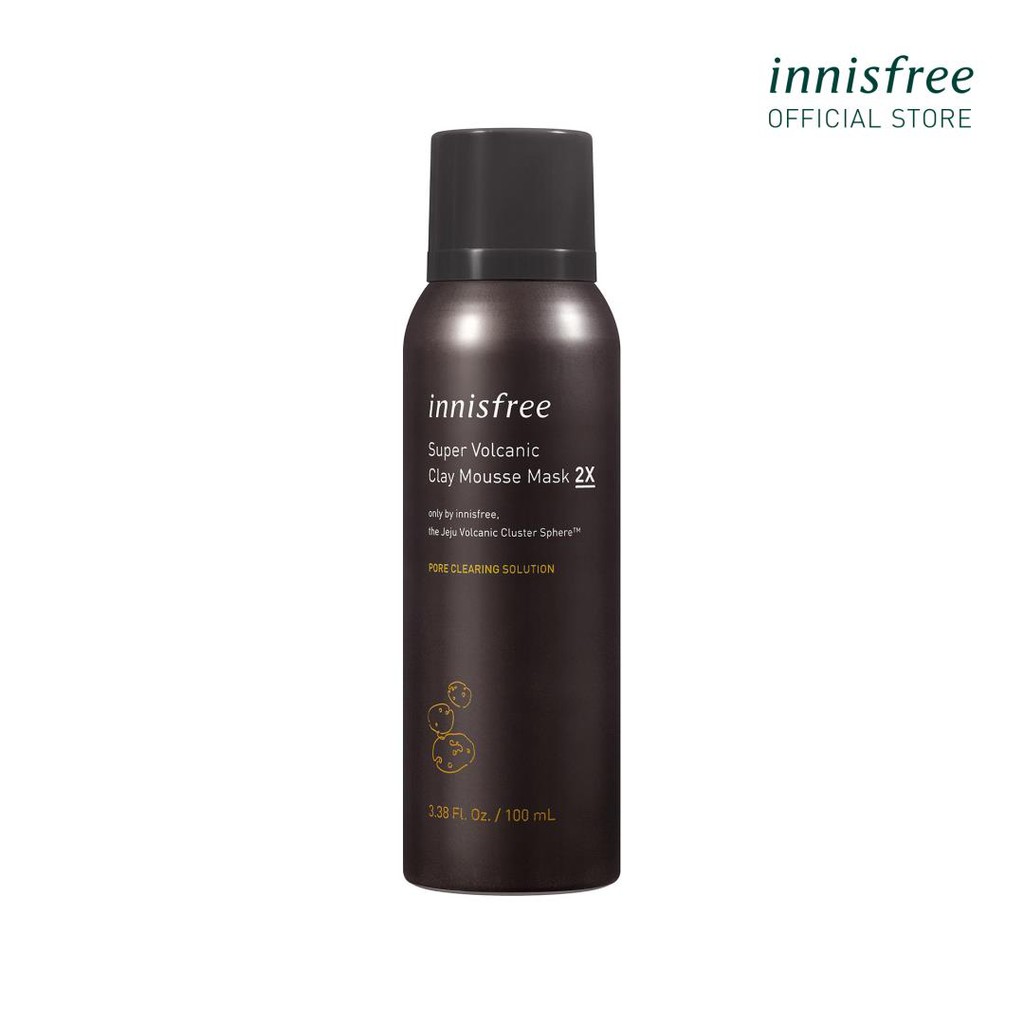 innisfree
OFFICIAL STORE
innisfree
Super Volcanic
Clay Mousse Mask 2X
only by innisfree,
the Jeju Volcanic Cluster Sphere™
PORE CLEARING SOLUTION
3.38 Fl. Oz. / 100 mL